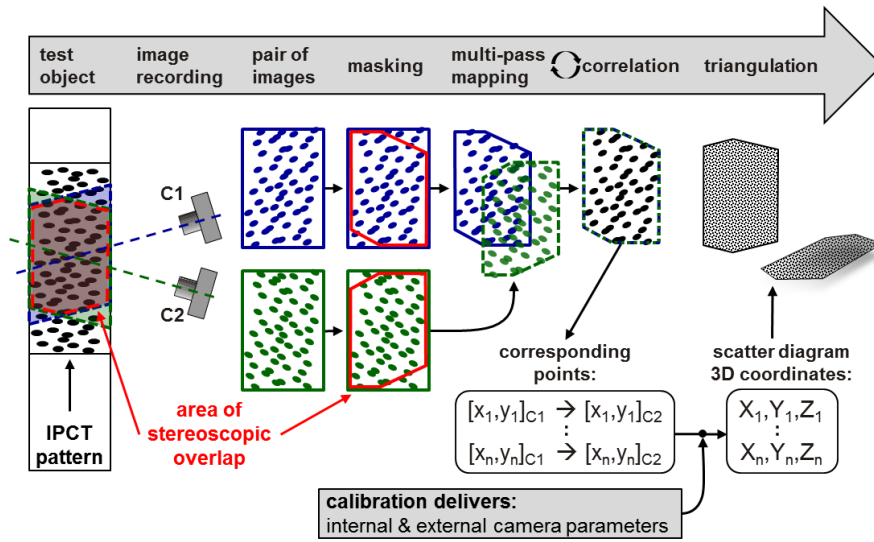 test
object
image
recording
pair of
images
masking
multi-pass
mapping
correlation
triangulation
C1
C2
IPCT
pattern
area of
stereoscopic
overlap
corresponding
points:
[x₁,y₁]C1 → [x₁,y₁]C2
⋮
[xₙ,yₙ]C1 → [xₙ,yₙ]C2
scatter diagram
3D coordinates:
X₁,Y₁,Z₁
⋮
Xₙ,Yₙ,Zₙ
calibration delivers:
internal & external camera parameters